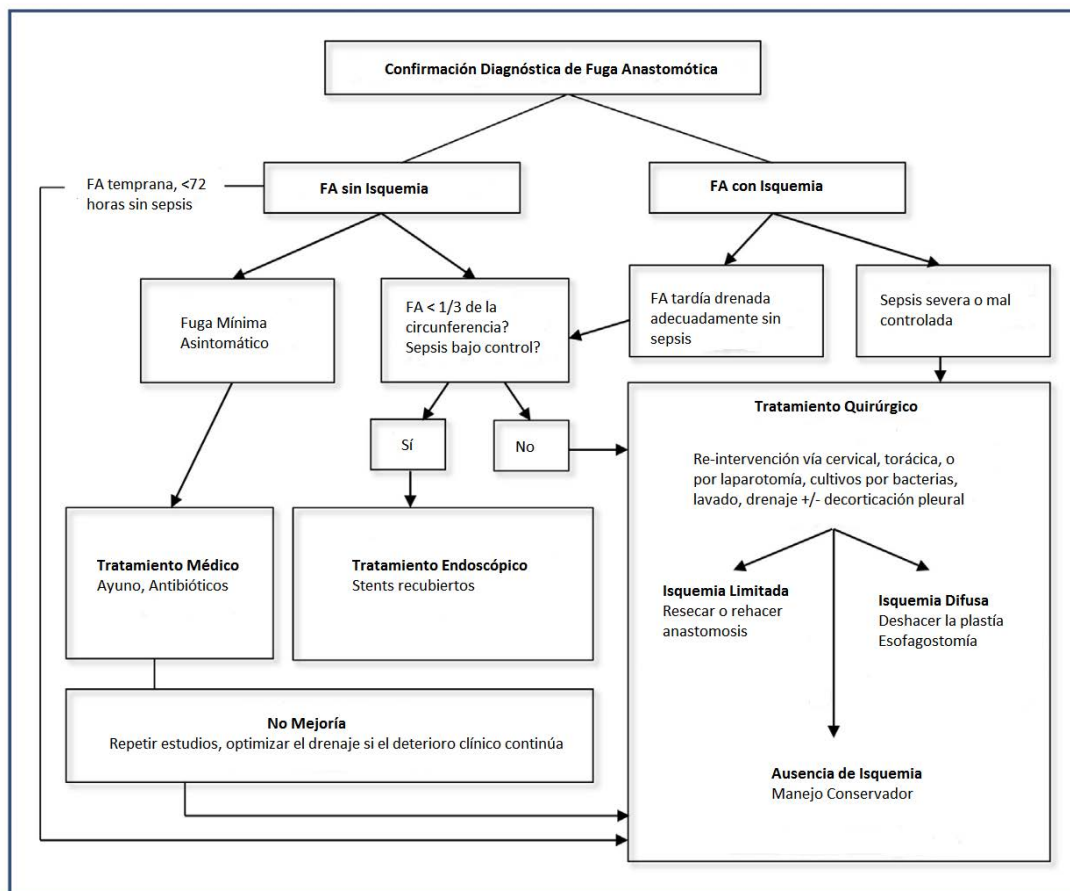 Confirmación Diagnóstica de Fuga Anastomótica
FA temprana, <72
horas sin sepsis
FA sin Isquemia
FA con Isquemia
Fuga Mínima
Asintomático
FA < 1/3 de la
circunferencia?
Sepsis bajo control?
FA tardía drenada
adecuadamente sin
sepsis
Sepsis severa o mal
controlada
Sí
No
Tratamiento Médico
Ayuno, Antibióticos
Tratamiento Endoscópico
Stents recubiertos
No Mejoría
Repetir estudios, optimizar el drenaje si el deterioro clínico continúa
Tratamiento Quirúrgico
Re-intervención vía cervical, torácica, o
por laparotomía, cultivos por bacterias,
lavado, drenaje +/- decorticación pleural
Isquemia Limitada
Resecar o rehacer
anastomosis
Isquemia Difusa
Deshacer la plastía
Esofagostomía
Ausencia de Isquemia
Manejo Conservador